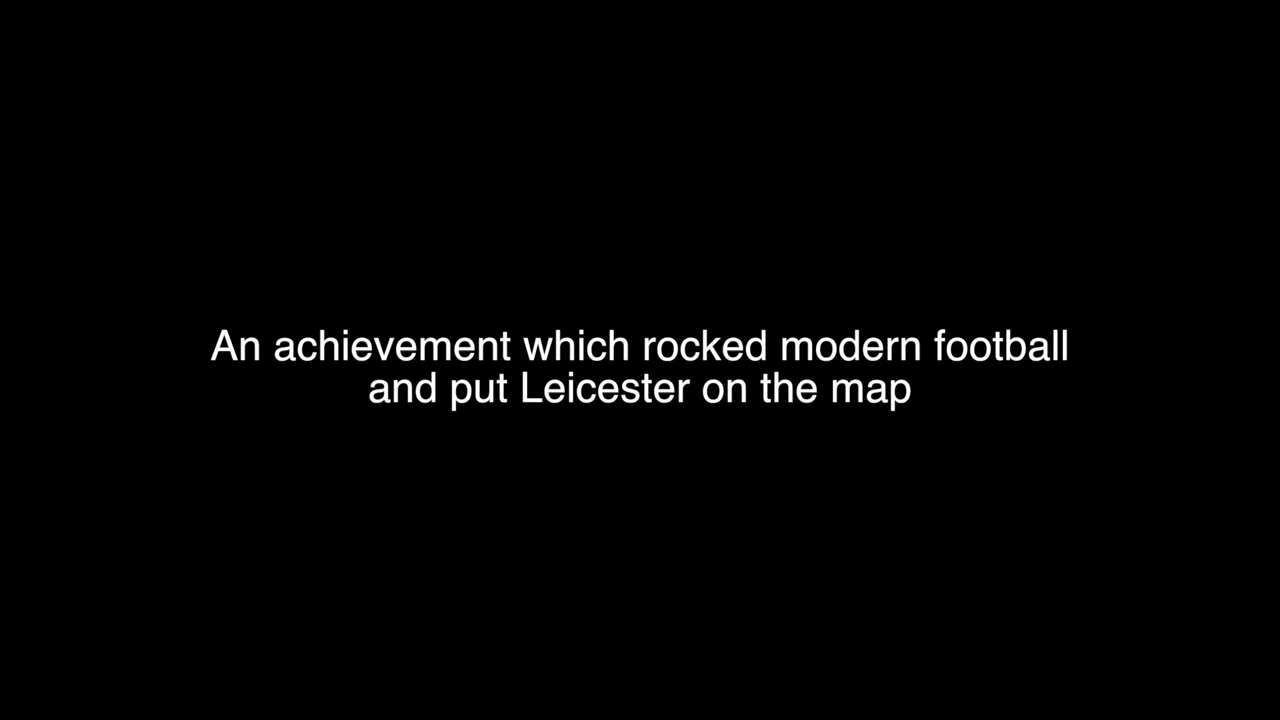 An achievement which rocked modern football
and put Leicester on the map